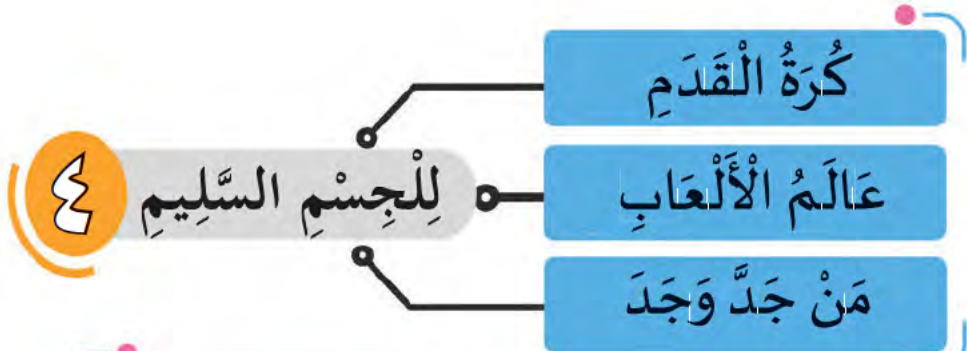 كُرَةُ الْقَدَمِ
عَالَمُ الْأَلْعَابِ
مَنْ جَدَّ وَجَدَ
لِلْجِسْمِ السَّلِيمِ
٤